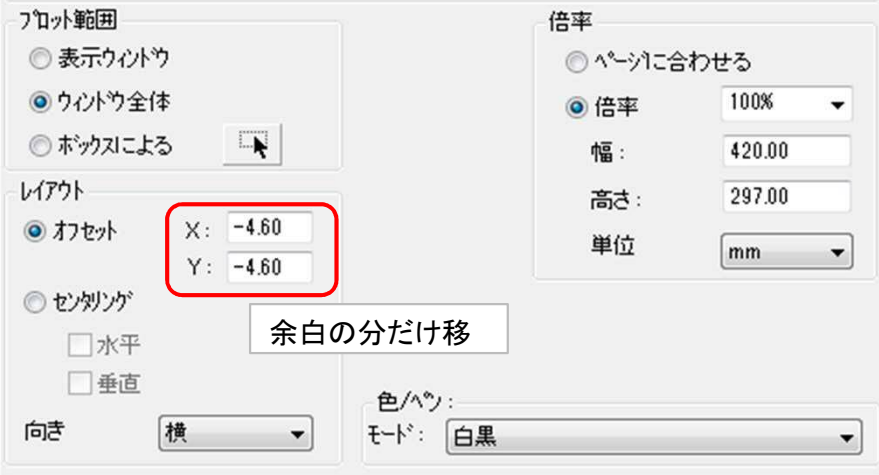 プロット範囲
表示ウィンドウ
ウィンドウ全体
ボックスによる
レイアウト
オフセット
X: -4.60
Y: -4.60
センタリング
水平
垂直
向き 横
余白の分だけ移
倍率
ページに合わせる
倍率 100%
幅: 420.00
高さ: 297.00
単位 mm
色/ペン:
モード: 白黒